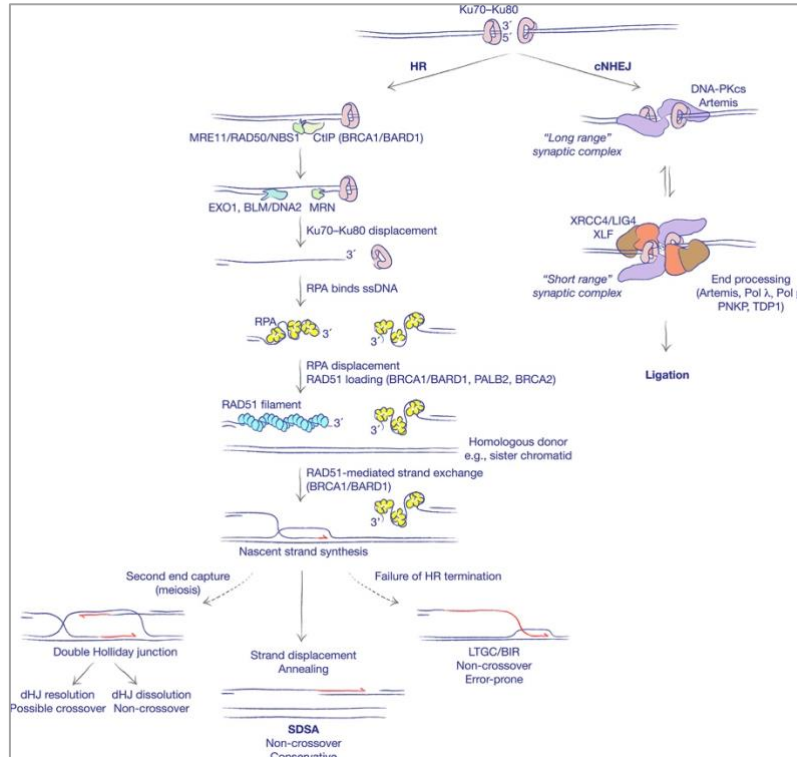 Ku70–Ku80
3′
5′
HR
cNHEJ
DNA-PKcs
Artemis
"Long range"
synaptic complex
MRE11/RAD50/NBS1 CtIP (BRCA1/BARD1)
EXO1, BLM/DNA2 MRN
Ku70–Ku80 displacement
3′
XRCC4/LIG4
XLF
"Short range"
synaptic complex
End processing
(Artemis, Pol λ, Pol
PNKP, TDP1)
Ligation
RPA binds ssDNA
RPA
3′
3′
RPA displacement
RAD51 loading (BRCA1/BARD1, PALB2, BRCA2)
RAD51 filament
3′
3′
Homologous donor
e.g., sister chromatid
RAD51-mediated strand exchange
(BRCA1/BARD1)
3′
Nascent strand synthesis
Second end capture
(meiosis)
Failure of HR termination
Double Holliday junction
dHJ resolution
Possible crossover
dHJ dissolution
Non-crossover
Strand displacement
Annealing
SDSA
Non-crossover
Conservative
LTGC/BIR
Non-crossover
Error-prone